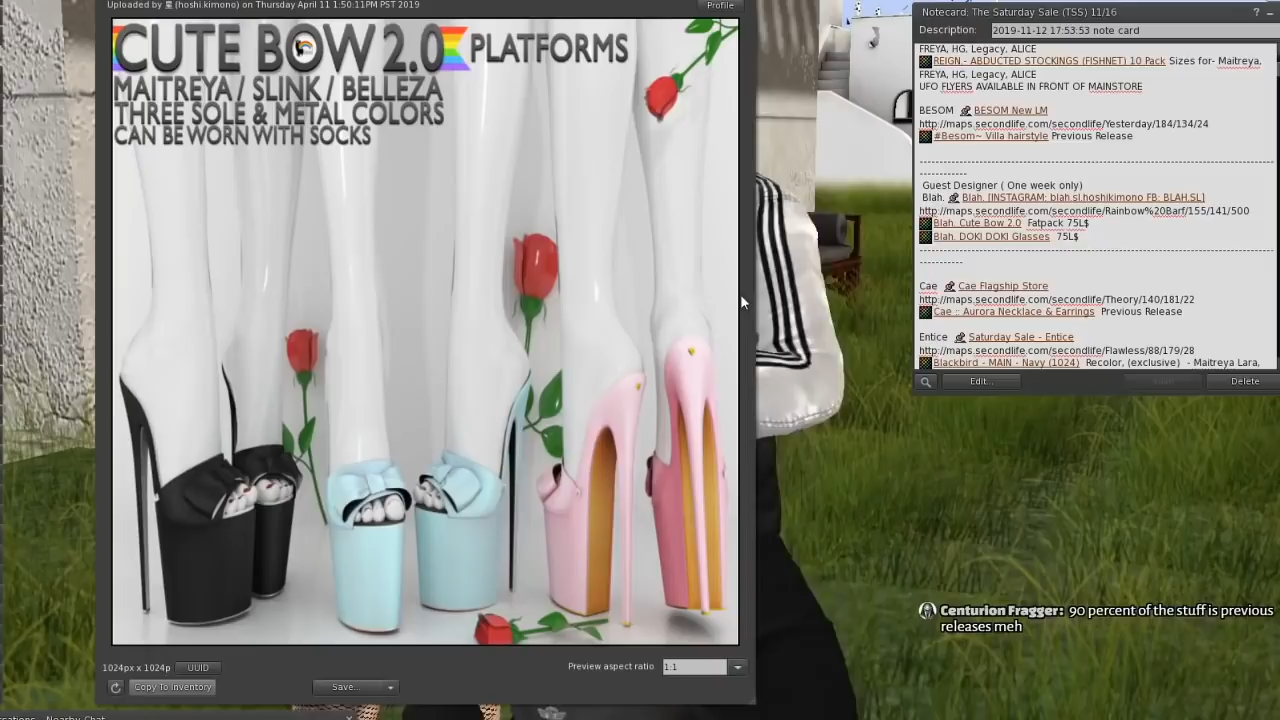 Uploaded by 星 (hoshi.kimono) on Thursday April 11 1:50:11PM PST 2019
Profile
CUTE BOW 2.0 PLATFORMS
MAITREYA / SLINK / BELLEZA
THREE SOLE & METAL COLORS
CAN BE WORN WITH SOCKS
1024px x 1024p
UUID
Preview aspect ratio
1:1
Copy To inventory
Save...
Notecard: The Saturday Sale (TSS) 11/16
?
Description: 2019-11-12 17:53:53 note card
FREYA, HG, Legacy, ALICE
REIGN.- ABDUCTED STOCKINGS (FISHNET) 10 Pack Sizes for- Maitreya,
FREYA, HG, Legacy, ALICE
UFO FLYERS AVAILABLE IN FRONT OF MAINSTORE
BESOM BESOM New LM
http://maps.secondlife.com/secondlife/Yesterday/184/134/24
#Besom~ Villa hairstyle Previous Release
-----------
Guest Designer ( One week only)
Blah. Blah. [INSTAGRAM: blah.sl.hoshikimono FB: BLAH.SL]
http://maps.secondlife.com/secondlife/Rainbow%20Barf/155/141/500
Blah. Cute Bow 2.0 Fatpack 75L$
Blah. DOKI DOKI Glasses 75L$
----------
Cae Cae Flagship Store
http://maps.secondlife.com/secondlife/Theory/140/181/22
Cae :: Aurora Necklace & Earrings Previous Release
Entice Saturday Sale - Entice
http://maps.secondlife.com/secondlife/Flawless/88/179/28
Blackbird - MAIN - Navy (1024) Recolor, (exclusive) - Maitreya Lara,
Edit...
Delete
Centurion Fragger: 90 percent of the stuff is previous
releases meh
Nearby Chat